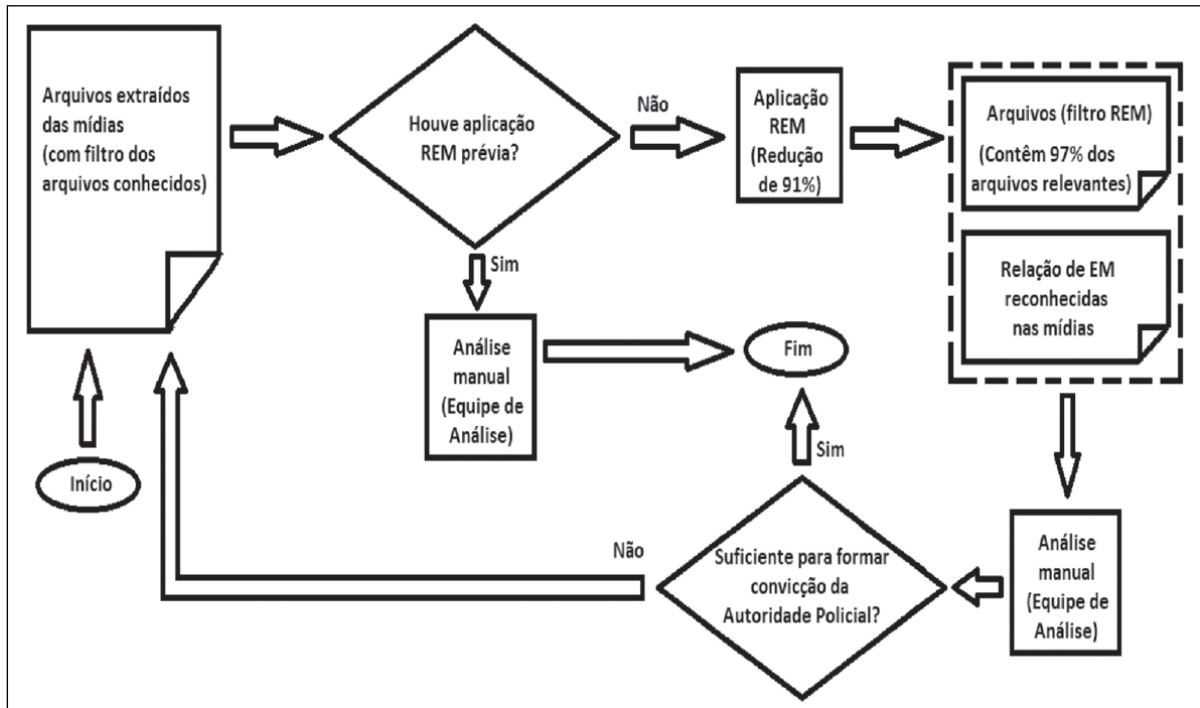 Arquivos extraídos
das mídias
(com filtro dos
arquivos conhecidos)
Houve aplicação
REM prévia?
Não
Aplicação
REM
(Redução
de 91%)
Arquivos (filtro REM)
(Contêm 97% dos
arquivos relevantes)
Relação de EM
reconhecidas
nas mídias
Sim
Análise
manual
(Equipe de
Análise)
Fim
Início
Sim
Não
Suficiente para formar
convicção da
Autoridade Policial?
Análise
manual
(Equipe de
Análise)